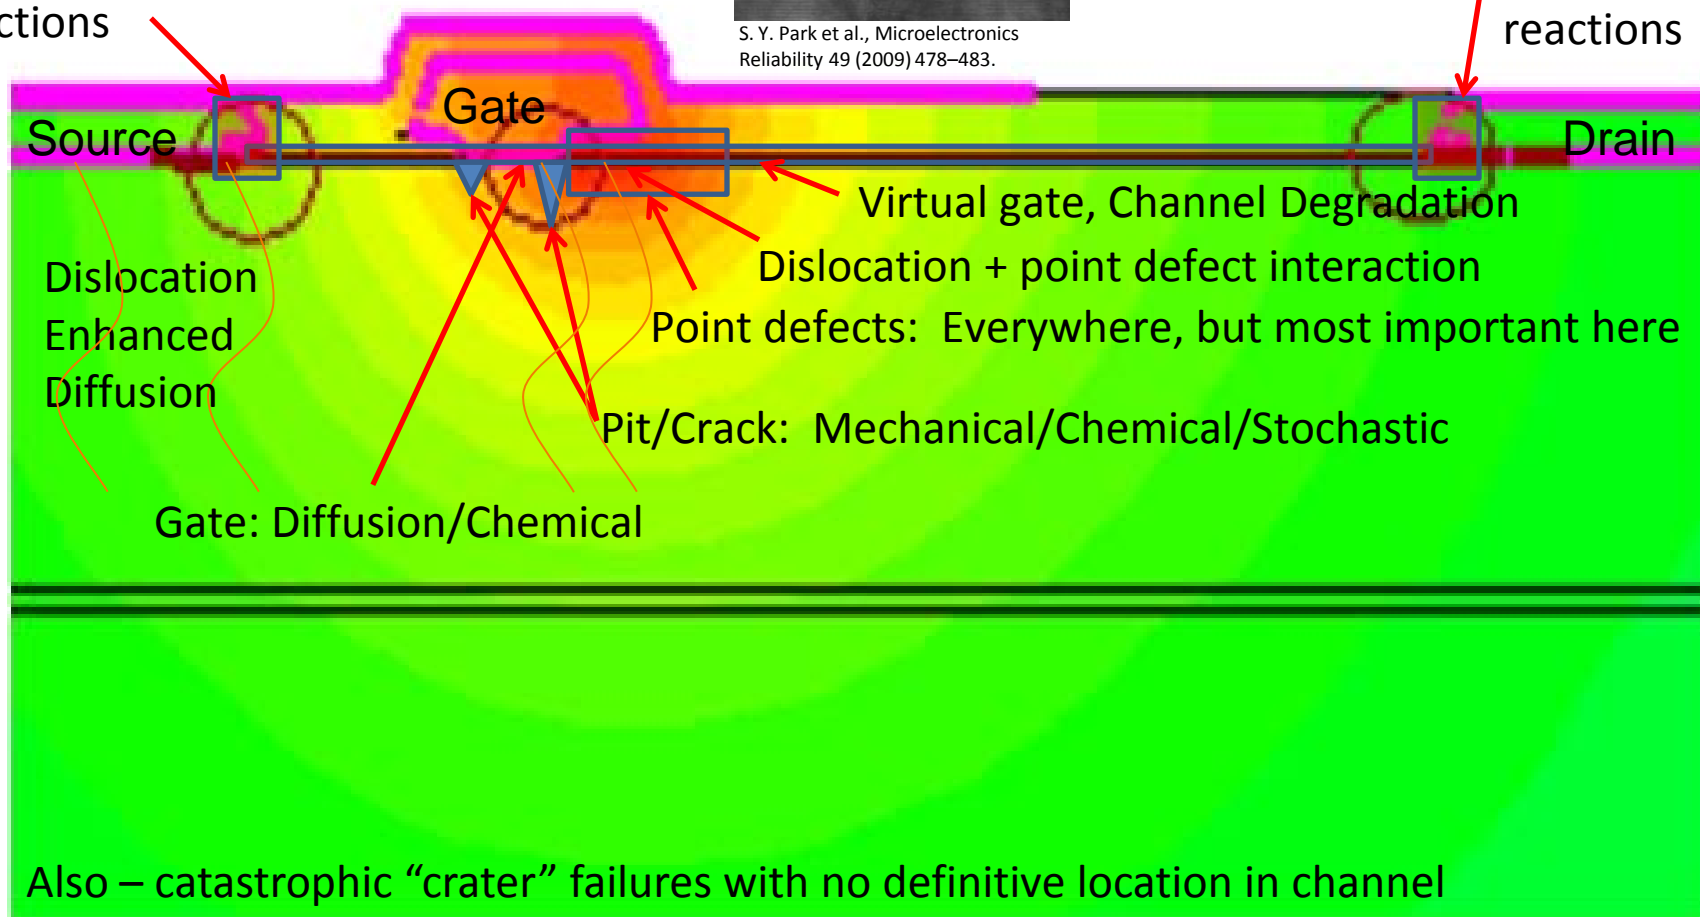 reactions
S. Y. Park et al., Microelectronics
Reliability 49 (2009) 478–483.
Gate
Source
Drain
Virtual gate, Channel Degradation
Dislocation + point defect interaction
Point defects:  Everywhere, but most important here
Dislocation
Enhanced
Diffusion
Pit/Crack:  Mechanical/Chemical/Stochastic
Gate: Diffusion/Chemical
Also – catastrophic “crater” failures with no definitive location in channel